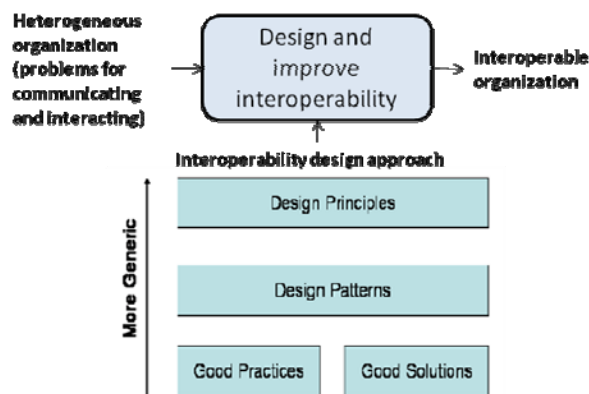 Heterogeneous
organization
(problems for
communicating
and interacting)
Design and
improve
interoperability
Interoperable
organization
Interoperability design approach
More Generic
Design Principles
Design Patterns
Good Practices
Good Solutions